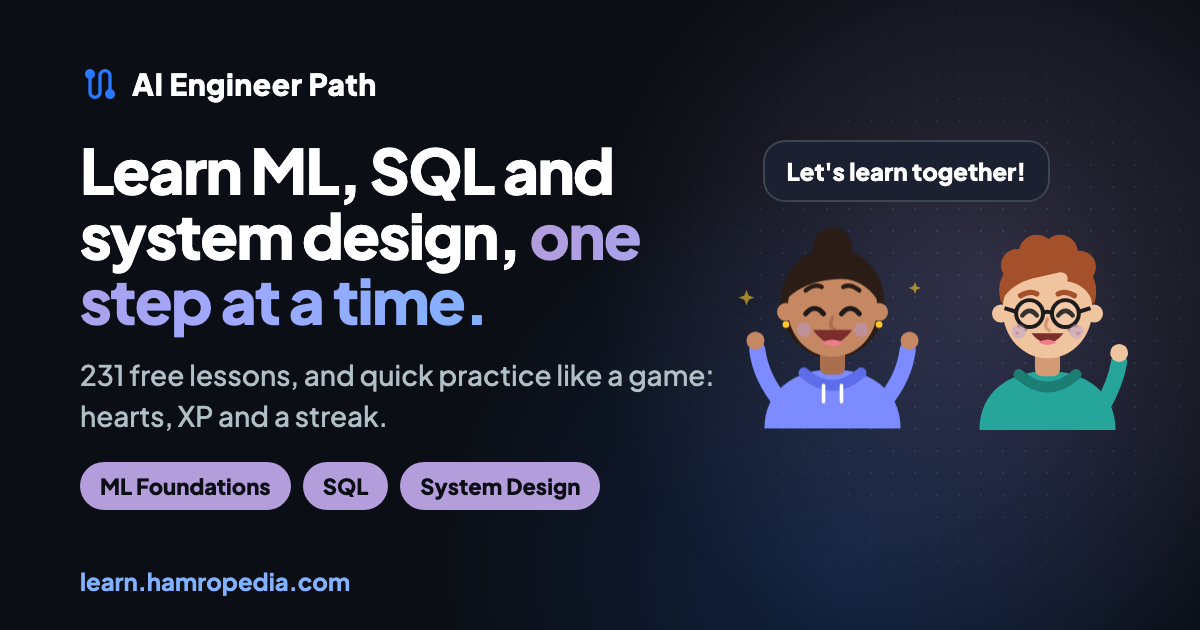 AI Engineer Path
Learn ML, SQL and
system design, one
step at a time.
231 free lessons, and quick practice like a game:
hearts, XP and a streak.
ML Foundations
SQL
System Design
learn.hamropedia.com
Let's learn together!